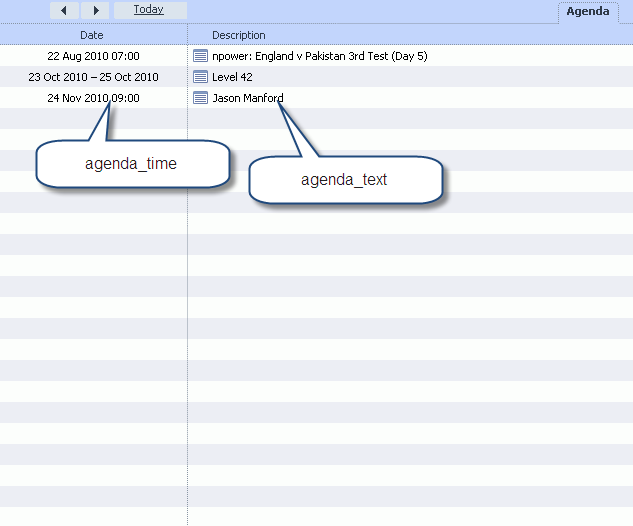 Today
Agenda
Date Description
22 Aug 2010 07:00 npower: England v Pakistan 3rd Test (Day 5)
23 Oct 2010 – 25 Oct 2010 Level 42
24 Nov 2010 09:00 Jason Manford
agenda_time
agenda_text